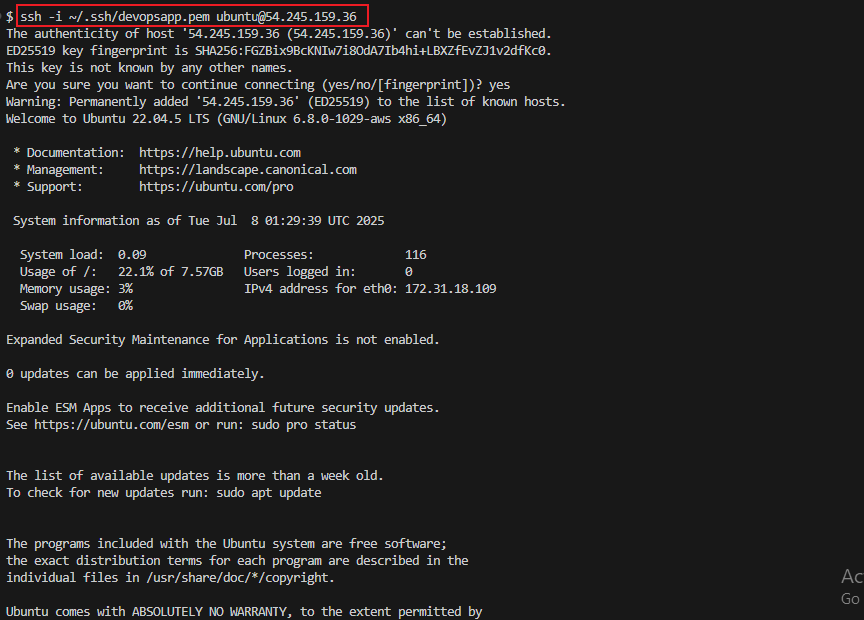 $ ssh -i ~/.ssh/devopsapp.pem ubuntu@54.245.159.36
The authenticity of host '54.245.159.36 (54.245.159.36)' can't be established.
ED25519 key fingerprint is SHA256:FGZBix9BcKNIw7i8OdA7Ib4hi+LBXZfEvZJ1v2dfKc0.
This key is not known by any other names.
Are you sure you want to continue connecting (yes/no/[fingerprint])? yes
Warning: Permanently added '54.245.159.36' (ED25519) to the list of known hosts.
Welcome to Ubuntu 22.04.5 LTS (GNU/Linux 6.8.0-1029-aws x86_64)
* Documentation:  https://help.ubuntu.com
* Management:     https://landscape.canonical.com
* Support:        https://ubuntu.com/pro
System information as of Tue Jul  8 01:29:39 UTC 2025
System load:  0.09               Processes:             116
Usage of /:   22.1% of 7.57GB   Users logged in:       0
Memory usage: 3%                 IPv4 address for eth0: 172.31.18.109
Swap usage:   0%
Expanded Security Maintenance for Applications is not enabled.
0 updates can be applied immediately.
Enable ESM Apps to receive additional future security updates.
See https://ubuntu.com/esm or run: sudo pro status
The list of available updates is more than a week old.
To check for new updates run: sudo apt update
The programs included with the Ubuntu system are free software;
the exact distribution terms for each program are described in the
individual files in /usr/share/doc/*/copyright.
Ac
Go
Ubuntu comes with ABSOLUTELY NO WARRANTY, to the extent permitted by